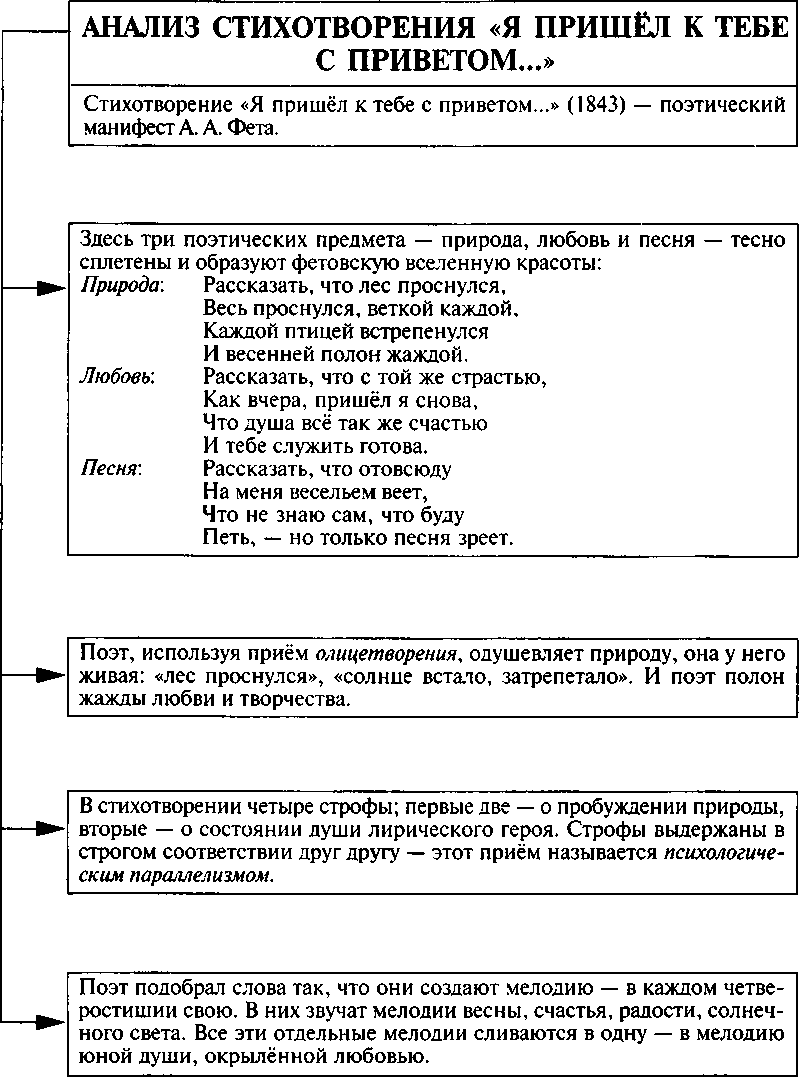 АНАЛИЗ СТИХОТВОРЕНИЯ «Я ПРИШЁЛ К ТЕБЕ
С ПРИВЕТОМ...»
Стихотворение «Я пришёл к тебе с приветом...» (1843) — поэтический
манифест А. А. Фета.
Здесь три поэтических предмета — природа, любовь и песня — тесно
сплетены и образуют фетовскую вселенную красоты:
Природа: Рассказать, что лес проснулся,
Весь проснулся, веткой каждой,
Каждой птицей встрепенулся
И весенней полон жаждой.
Любовь: Рассказать, что с той же страстью,
Как вчера, пришёл я снова,
Что душа всё так же счастью
И тебе служить готова.
Песня: Рассказать, что отовсюду
На меня весельем веет,
Что не знаю сам, что буду
Петь, — но только песня зреет.
Поэт, используя приём олицетворения, одушевляет природу, она у него
живая: «лес проснулся», «солнце встало, затрепетало». И поэт полон
жажды любви и творчества.
В стихотворении четыре строфы; первые две — о пробуждении природы,
вторые — о состоянии души лирического героя. Строфы выдержаны в
строгом соответствии друг другу — этот приём называется психологиче-
ским параллелизмом.
Поэт подобрал слова так, что они создают мелодию — в каждом четве-
ростишии свою. В них звучат мелодии весны, счастья, радости, солнеч-
ного света. Все эти отдельные мелодии сливаются в одну — в мелодию
юной души, окрылённой любовью.